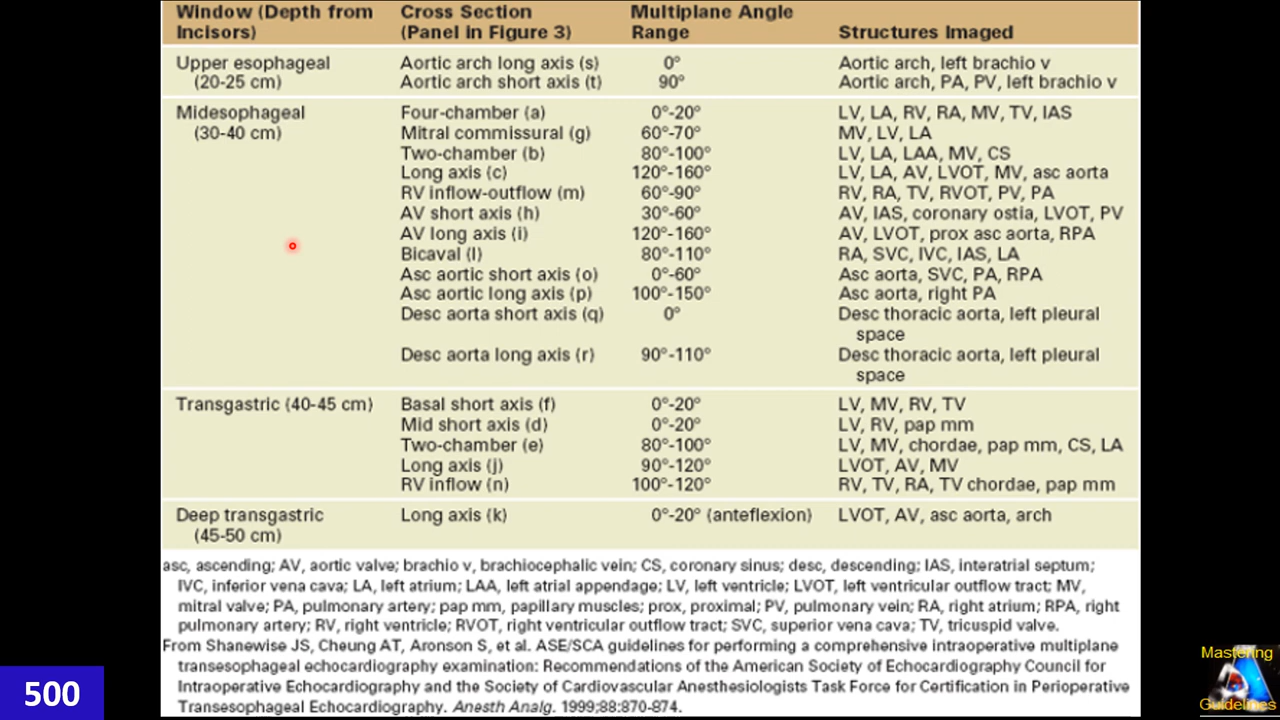 Window (Depth from Incisors) Cross Section (Panel in Figure 3) Multiplane Angle Range Structures Imaged
Upper esophageal (20-25 cm) Aortic arch long axis (s) 0° Aortic arch, left brachio v
Aortic arch short axis (t) 90° Aortic arch, PA, PV, left brachio v
Midesophageal (30-40 cm) Four-chamber (a) 0°-20° LV, LA, RV, RA, MV, TV, IAS
Mitral commissural (g) 60°-70° MV, LV, LA
Two-chamber (b) 80°-100° LV, LA, LAA, MV, CS
Long axis (c) 120°-160° LV, LA, AV, LVOT, MV, asc aorta
RV inflow-outflow (m) 60°-90° RV, RA, TV, RVOT, PV, PA
AV short axis (h) 30°-60° AV, IAS, coronary ostia, LVOT, PV
AV long axis (i) 120°-160° AV, LVOT, prox asc aorta, RPA
Bicaval (l) 80°-110° RA, SVC, IVC, IAS, LA
Asc aortic short axis (o) 0°-60° Asc aorta, SVC, PA, RPA
Asc aortic long axis (p) 100°-150° Asc aorta, right PA
Desc aorta short axis (q) 0° Desc thoracic aorta, left pleural
space
Desc aorta long axis (r) 90°-110° Desc thoracic aorta, left pleural
space
Transgastric (40-45 cm) Basal short axis (f) 0°-20° LV, MV, RV, TV
Mid short axis (d) 0°-20° LV, RV, pap mm
Two-chamber (e) 80°-100° LV, MV, chordae, pap mm, CS, LA
Long axis (j) 90°-120° LVOT, AV, MV
RV inflow (n) 100°-120° RV, TV, RA, TV chordae, pap mm
Deep transgastric (45-50 cm) Long axis (k) 0°-20° (anteflexion) LVOT, AV, asc aorta, arch
asc, ascending; AV, aortic valve; brachio v, brachiocephalic vein; CS, coronary sinus; desc, descending; IAS, interatrial septum;
IVC, inferior vena cava; LA, left atrium; LAA, left atrial appendage; LV, left ventricle; LVOT, left ventricular outflow tract; MV,
mitral valve; PA, pulmonary artery; pap mm, papillary muscles; prox, proximal; PV, pulmonary vein; RA, right atrium; RPA, right
pulmonary artery; RV, right ventricle; RVOT, right ventricular outflow tract; SVC, superior vena cava; TV, tricuspid valve.
From Shanewise JS, Cheung AT, Aronson S, et al. ASE/SCA guidelines for performing a comprehensive intraoperative multiplane
transesophageal echocardiography examination: Recommendations of the American Society of Echocardiography Council for
Intraoperative Echocardiography and the Society of Cardiovascular Anesthesiologists Task Force for Certification in Perioperative
Transesophageal Echocardiography. Anesth Analg. 1999;88:870-874.
500
Mastering
Guidelines